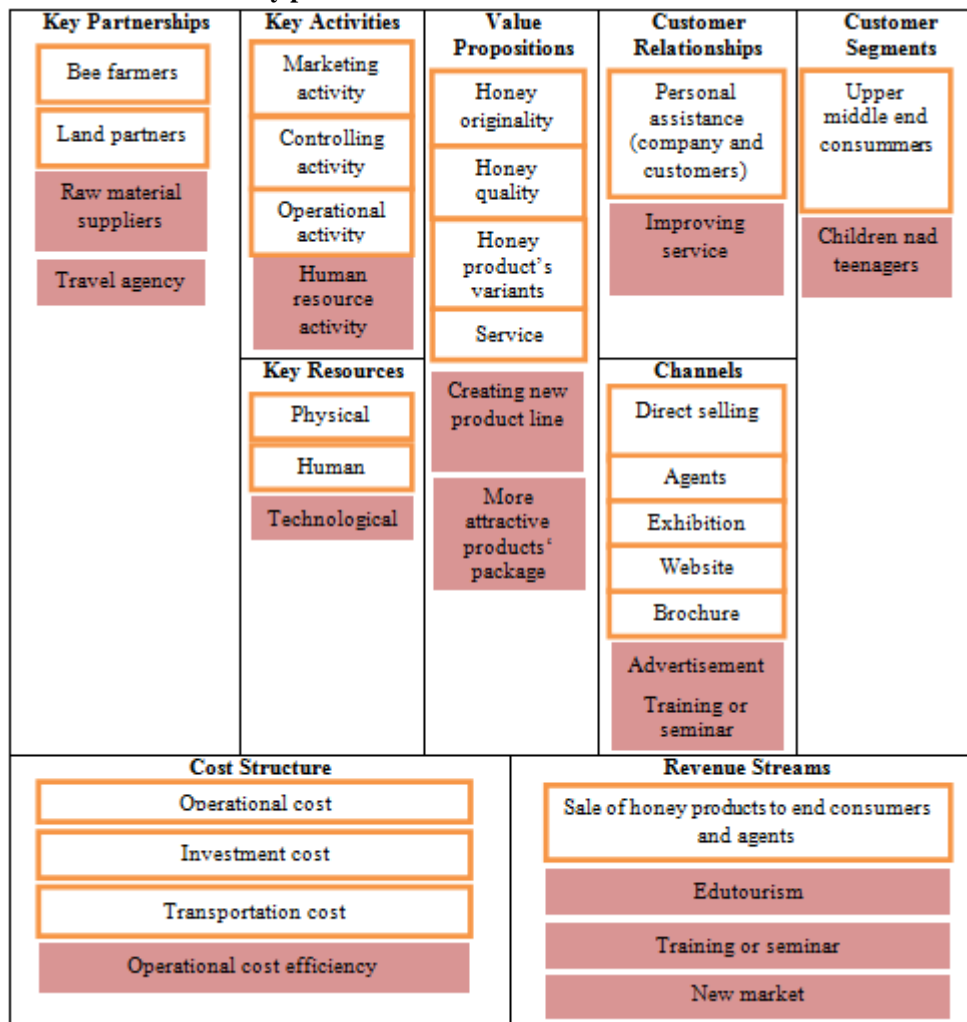 Key Partnerships
Bee farmers
Land partners
Raw material
suppliers
Travel agency
Key Activities
Marketing
activity
Controlling
activity
Operational
activity
Human
resource
activity
Key Resources
Physical
Human
Technological
Value
Propositions
Honey
originality
Honey
quality
Honey
product's
variants
Service
Creating new
product line
More
attractive
products‘
package
Customer
Relationships
Personal
assistance
(company and
customers)
Improving
service
Channels
Direct selling
Agents
Exhibition
Website
Brochure
Advertisement
Training or
seminar
Customer
Segments
Upper
middle end
consummers
Children nad
teenagers
Cost Structure
Operational cost
Investment cost
Transportation cost
Operational cost efficiency
Revenue Streams
Sale of honey products to end consumers
and agents
Edutourism
Training or seminar
New market